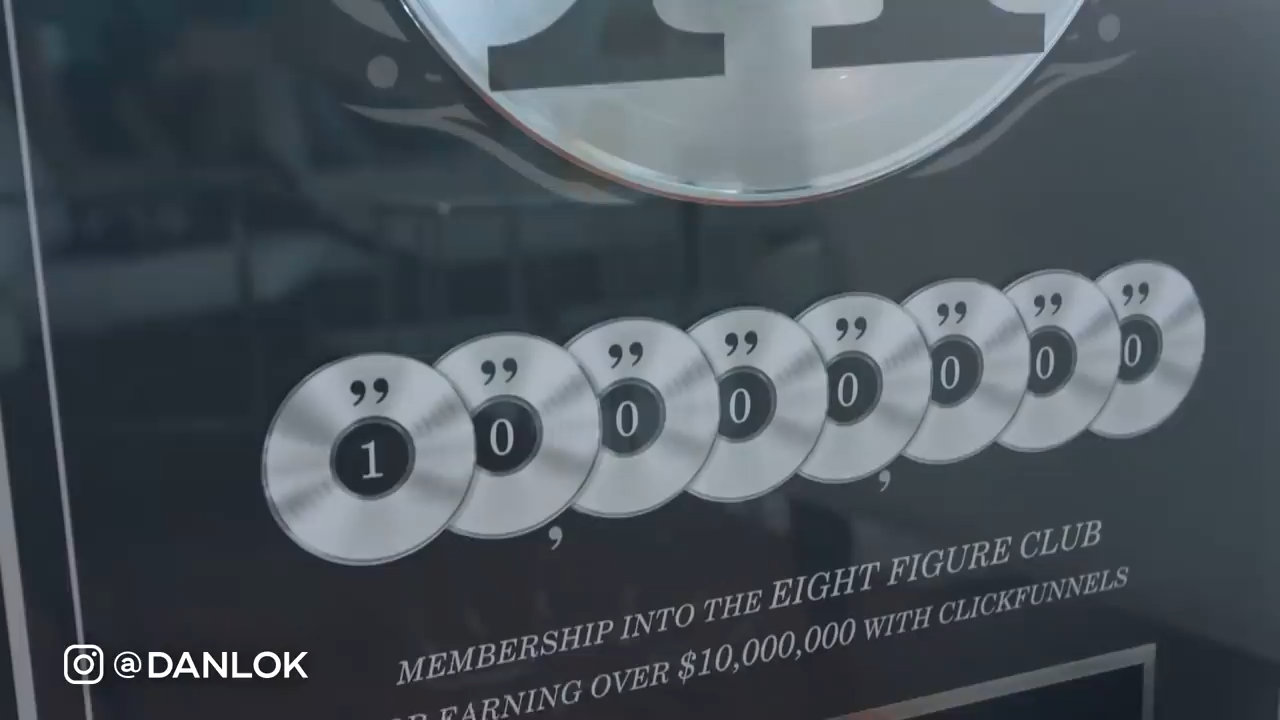 ” ” ” ” ” ” ” ”
1 0 0 0 0 0 0 0
, ,
MEMBERSHIP INTO THE EIGHT FIGURE CLUB
EARNING OVER $10,000,000 WITH CLICKFUNNELS
@DANLOK